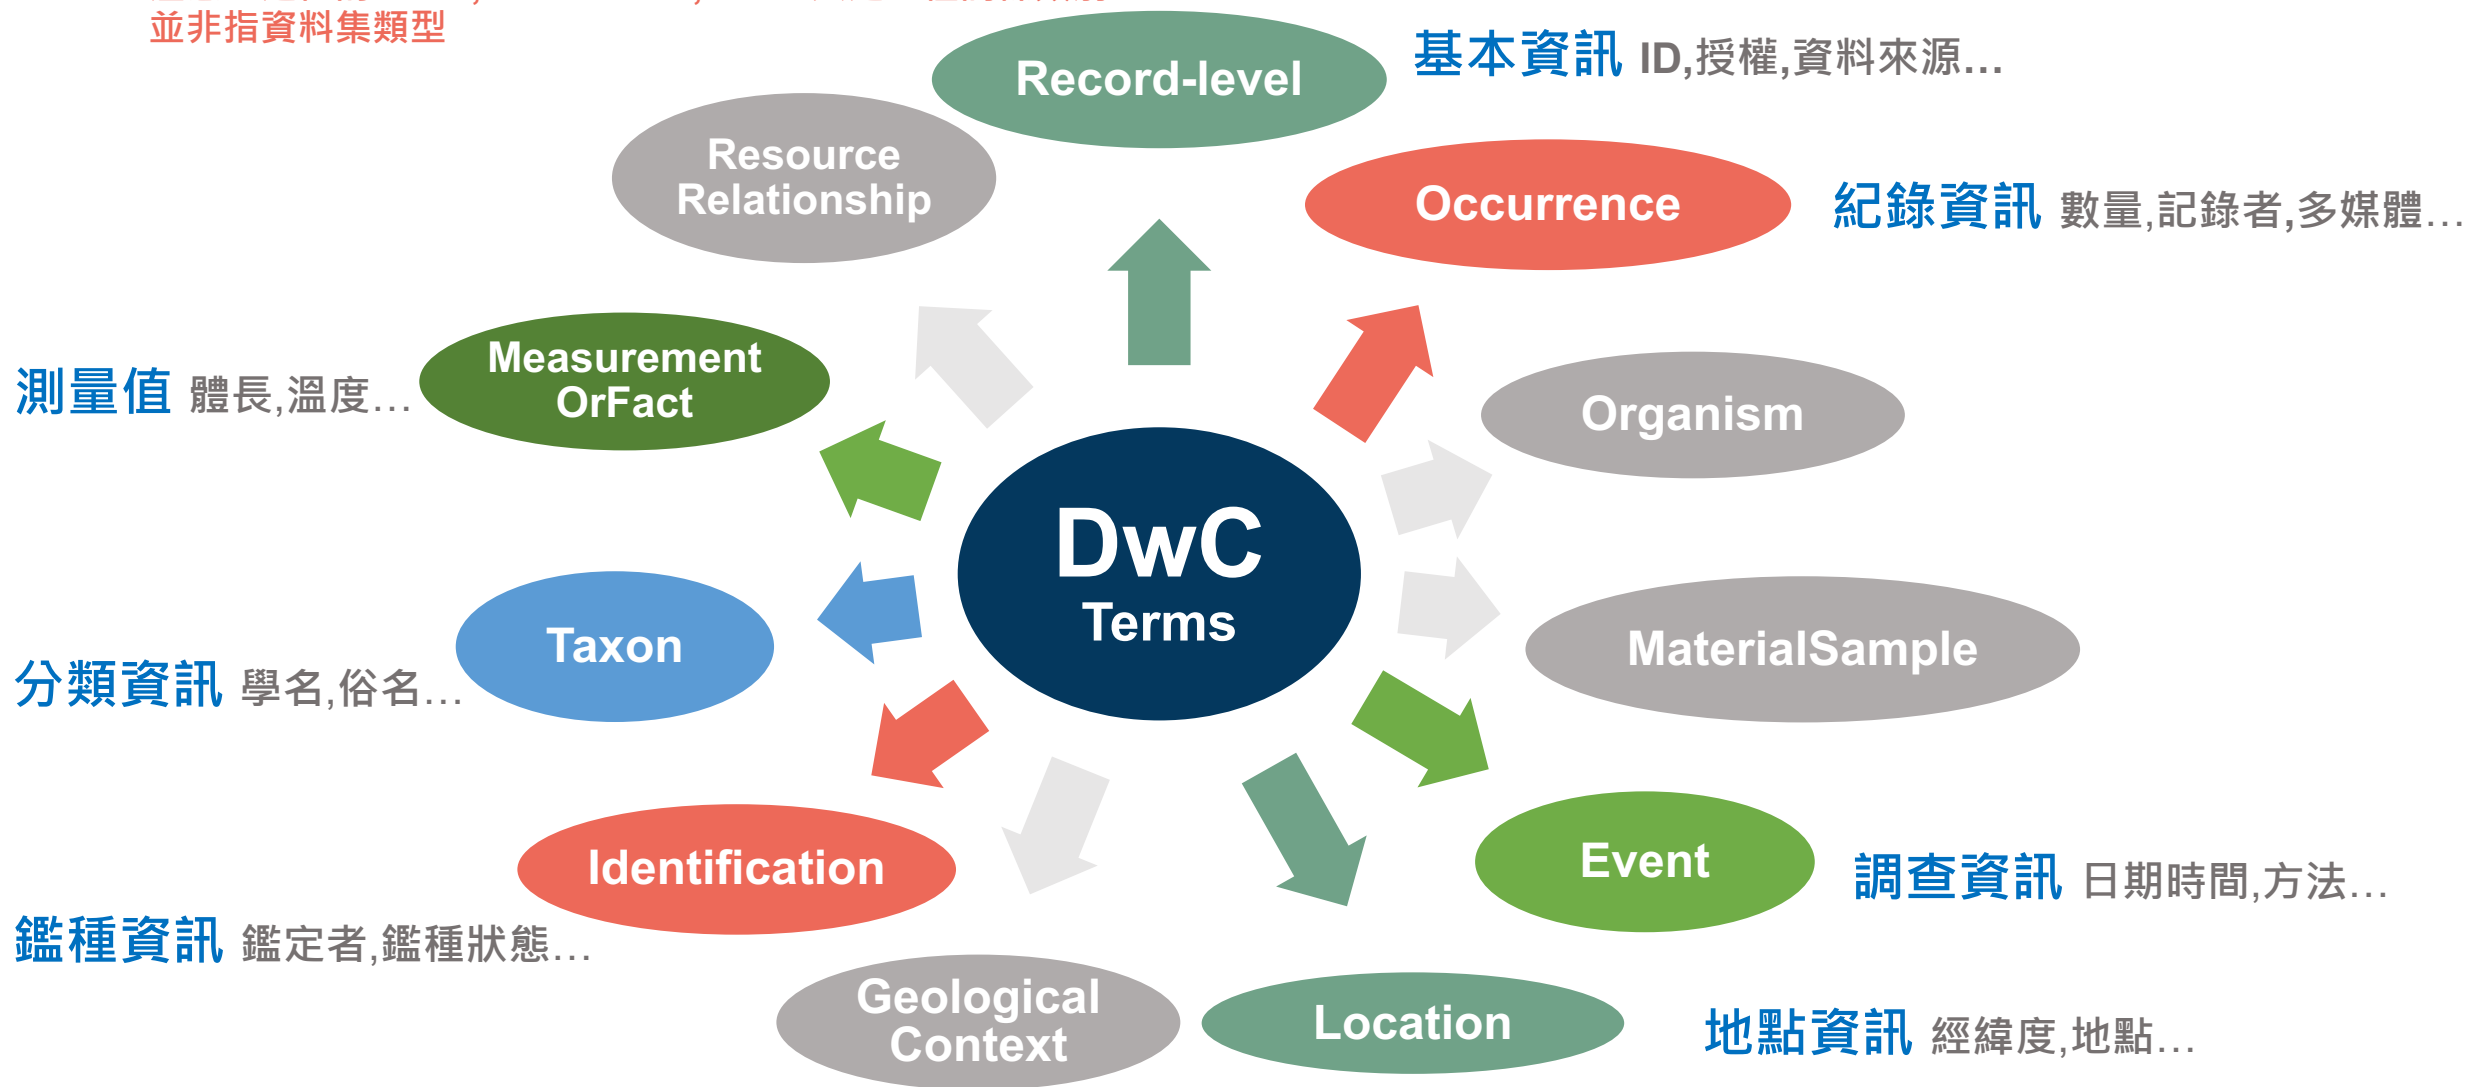 並非指資料集類型
Record-level
基本資訊 ID,授權,資料來源...
Resource
Relationship
Occurrence
紀錄資訊 數量,記錄者,多媒體...
Measurement
OrFact
測量值 體長,溫度...
Organism
DwC
Terms
Taxon
分類資訊 學名,俗名...
MaterialSample
Identification
鑑種資訊 鑑定者,鑑種狀態...
Event
調查資訊 日期時間,方法...
Geological
Context
Location
地點資訊 經緯度,地點...